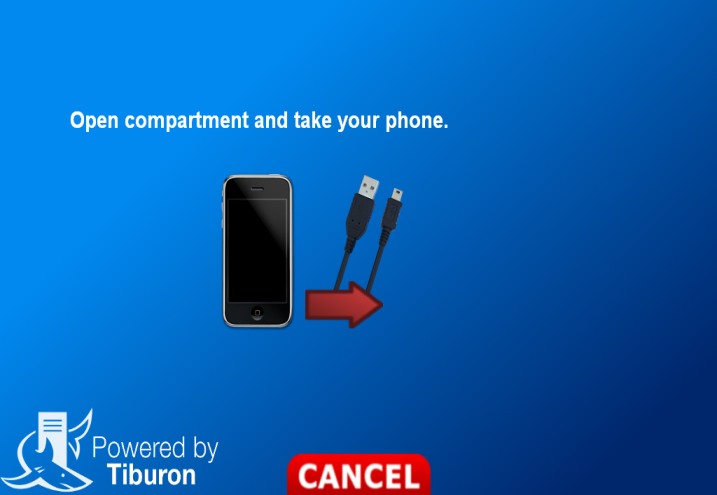 Open compartment and take your phone.
Powered by
Tiburon
CANCEL